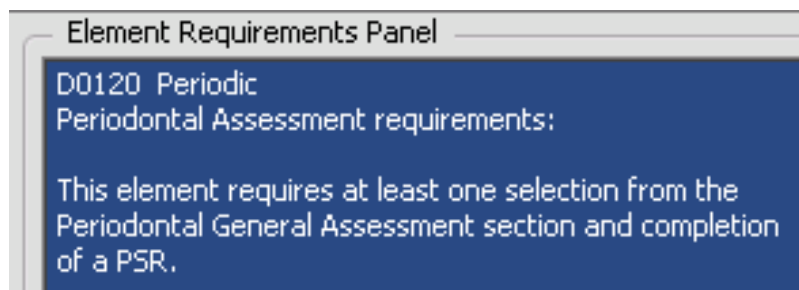 Element Requirements Panel
D0120 Periodic
Periodontal Assessment requirements:
This element requires at least one selection from the
Periodontal General Assessment section and completion
of a PSR.